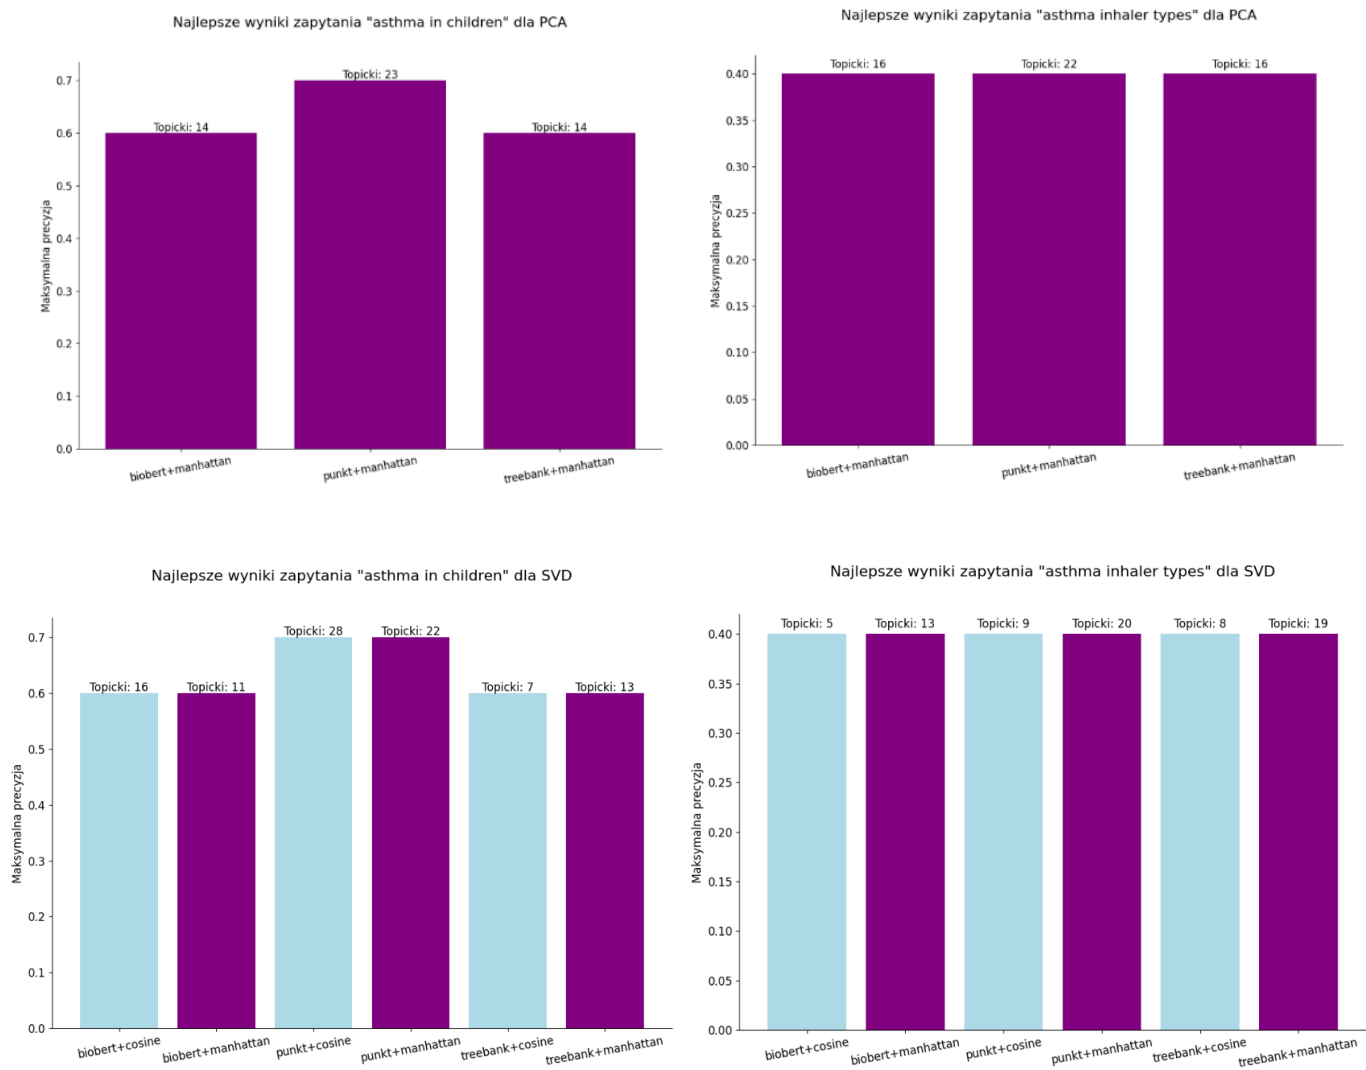 Najlepsze wyniki zapytania "asthma in children" dla PCA
Topicki: 14
Topicki: 23
Topicki: 14
Maksymalna precyzja
0.7
0.6
0.5
0.4
0.3
0.2
0.1
0.0
biobert+manhattan
punkt+manhattan
treebank+manhattan
Najlepsze wyniki zapytania "asthma inhaler types" dla PCA
Topicki: 16
Topicki: 22
Topicki: 16
Maksymalna precyzja
0.40
0.35
0.30
0.25
0.20
0.15
0.10
0.05
0.00
biobert+manhattan
punkt+manhattan
treebank+manhattan
Najlepsze wyniki zapytania "asthma in children" dla SVD
Topicki: 16
Topicki: 11
Topicki: 28
Topicki: 22
Topicki: 7
Topicki: 13
Maksymalna precyzja
0.7
0.6
0.5
0.4
0.3
0.2
0.1
0.0
biobert+cosine
biobert+manhattan
punkt+cosine
punkt+manhattan
treebank+cosine
treebank+manhattan
Najlepsze wyniki zapytania "asthma inhaler types" dla SVD
Topicki: 5
Topicki: 13
Topicki: 9
Topicki: 20
Topicki: 8
Topicki: 19
Maksymalna precyzja
0.40
0.35
0.30
0.25
0.20
0.15
0.10
0.05
0.00
biobert+cosine
biobert+manhattan
punkt+cosine
punkt+manhattan
treebank+cosine
treebank+manhattan